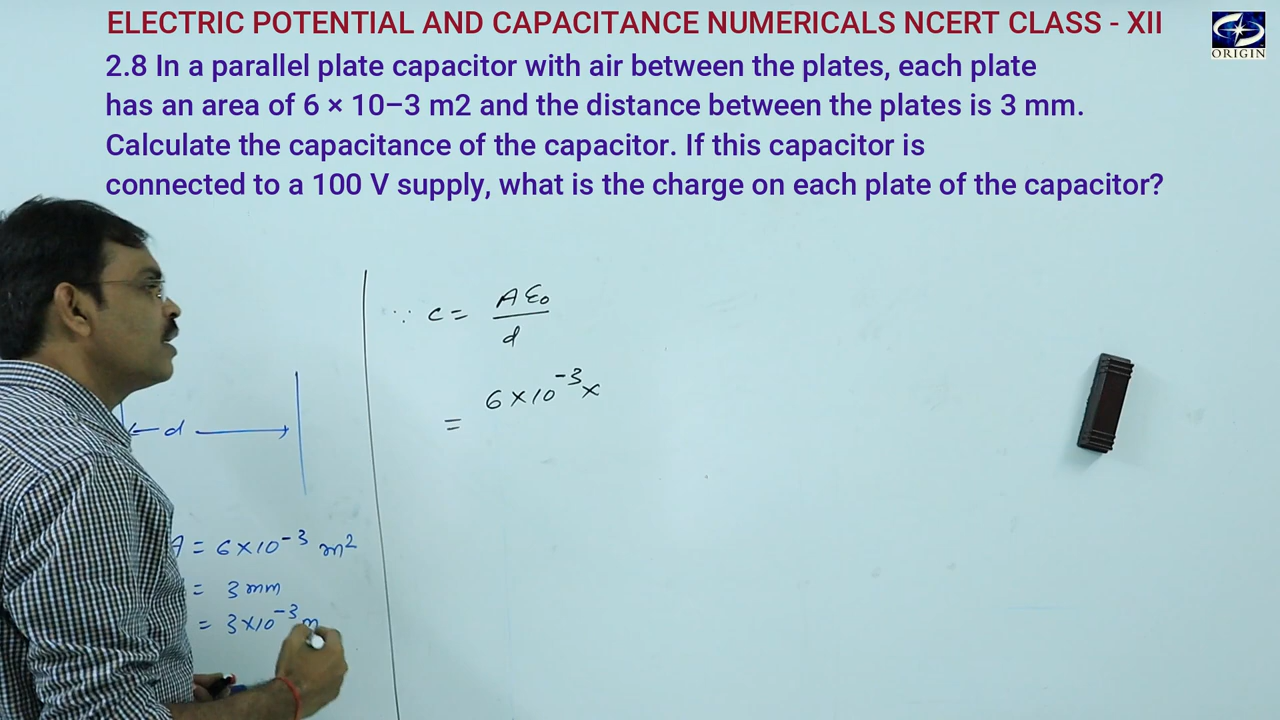 ELECTRIC POTENTIAL AND CAPACITANCE NUMERICALS NCERT CLASS - XII
ORIGIN
2.8 In a parallel plate capacitor with air between the plates, each plate
has an area of 6 × 10–3 m2 and the distance between the plates is 3 mm.
Calculate the capacitance of the capacitor. If this capacitor is
connected to a 100 V supply, what is the charge on each plate of the capacitor?
∵ C = Aε₀/d
= 6×10⁻³×
d
A = 6×10⁻³ m²
= 3 mm
= 3×10⁻³ m